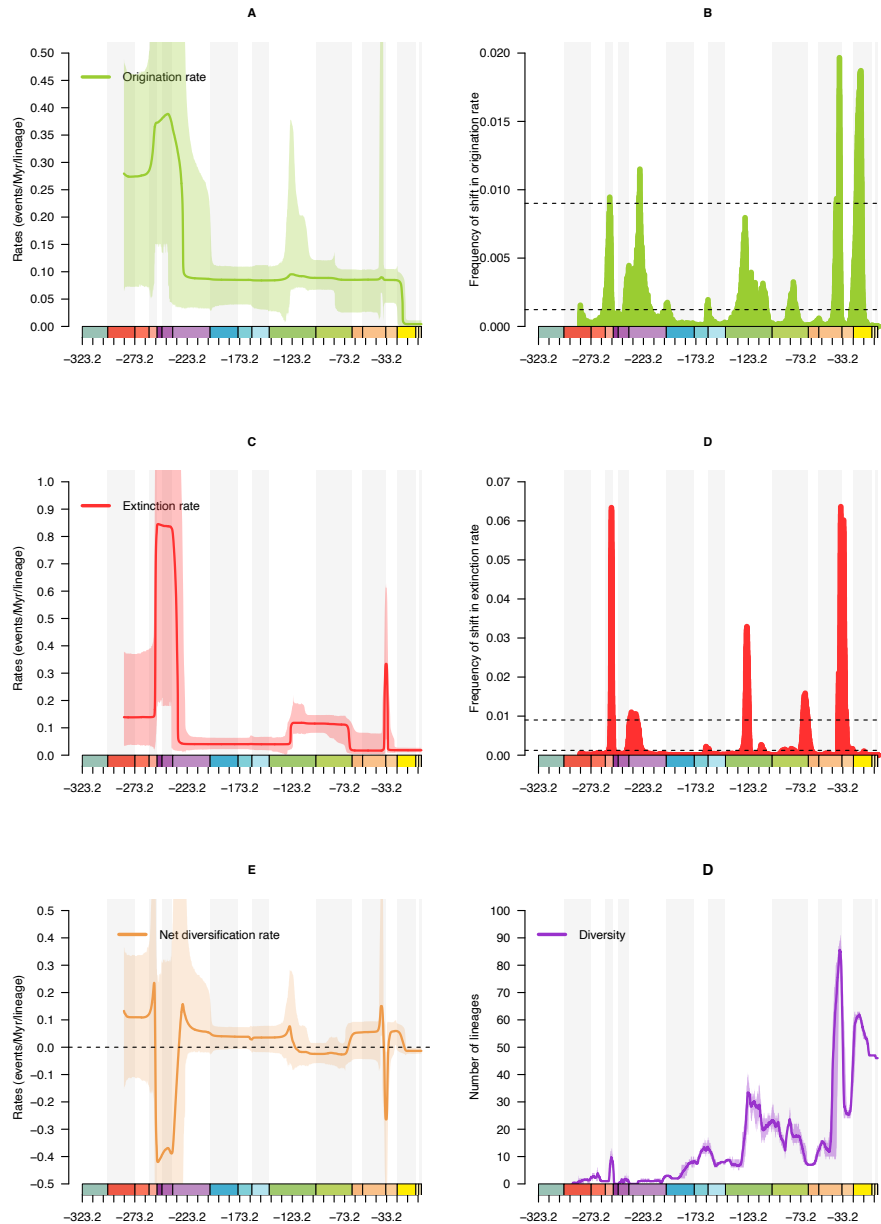 A
Rates (events/Myr/lineage)
0.50
0.45
0.40
0.35
0.30
0.25
0.20
0.15
0.10
0.05
0.00
Origination rate
−323.2 −273.2 −223.2 −173.2 −123.2 −73.2 −33.2
B
Frequency of shift in origination rate
0.020
0.015
0.010
0.005
0.000
−323.2 −273.2 −223.2 −173.2 −123.2 −73.2 −33.2
C
Rates (events/Myr/lineage)
1.0
0.9
0.8
0.7
0.6
0.5
0.4
0.3
0.2
0.1
0.0
Extinction rate
−323.2 −273.2 −223.2 −173.2 −123.2 −73.2 −33.2
D
Frequency of shift in extinction rate
0.07
0.06
0.05
0.04
0.03
0.02
0.01
0.00
−323.2 −273.2 −223.2 −173.2 −123.2 −73.2 −33.2
E
Rates (events/Myr/lineage)
0.5
0.4
0.3
0.2
0.1
0.0
−0.1
−0.2
−0.3
−0.4
−0.5
Net diversification rate
−323.2 −273.2 −223.2 −173.2 −123.2 −73.2 −33.2
D
Number of lineages
100
90
80
70
60
50
40
30
20
10
0
Diversity
−323.2 −273.2 −223.2 −173.2 −123.2 −73.2 −33.2